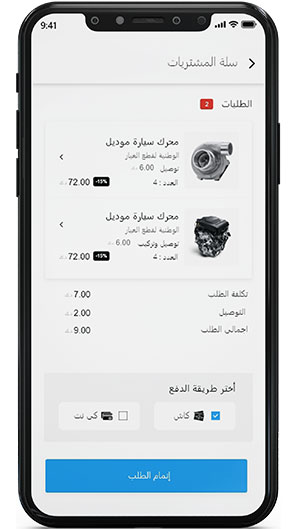 9:41
سلة المشتريات
الطلبات 2
محرك سيارة موديل
الوطنية لقطع الغيار
توصيل 6.00 د.ك
العدد : 4 -15% 72.00 د.ك
محرك سيارة موديل
الوطنية لقطع الغيار
توصيل وتركيب 6.00 د.ك
العدد : 4 -15% 72.00 د.ك
تكلفة الطلب 7.00 د.ك
التوصيل 2.00 د.ك
اجمالي الطلب 9.00 د.ك
أختر طريقة الدفع
كاش
كي نت
إتمام الطلب